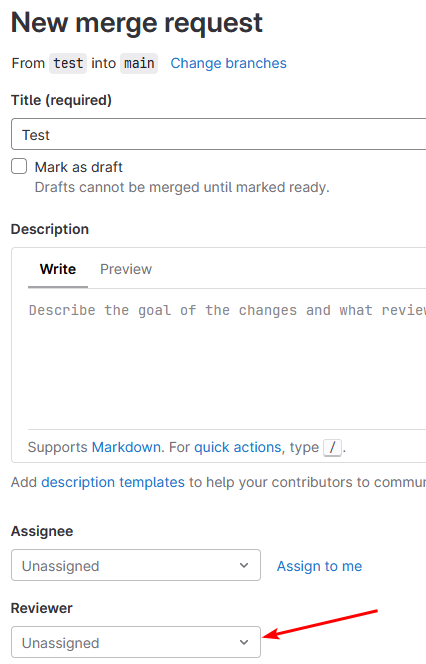 New merge request
From test into main Change branches
Title (required)
Test
Mark as draft
Drafts cannot be merged until marked ready.
Description
Write Preview
Describe the goal of the changes and what
Supports Markdown. For quick actions, type /.
Add description templates to help your contributors to
Assignee
Unassigned Assign to me
Reviewer
Unassigned